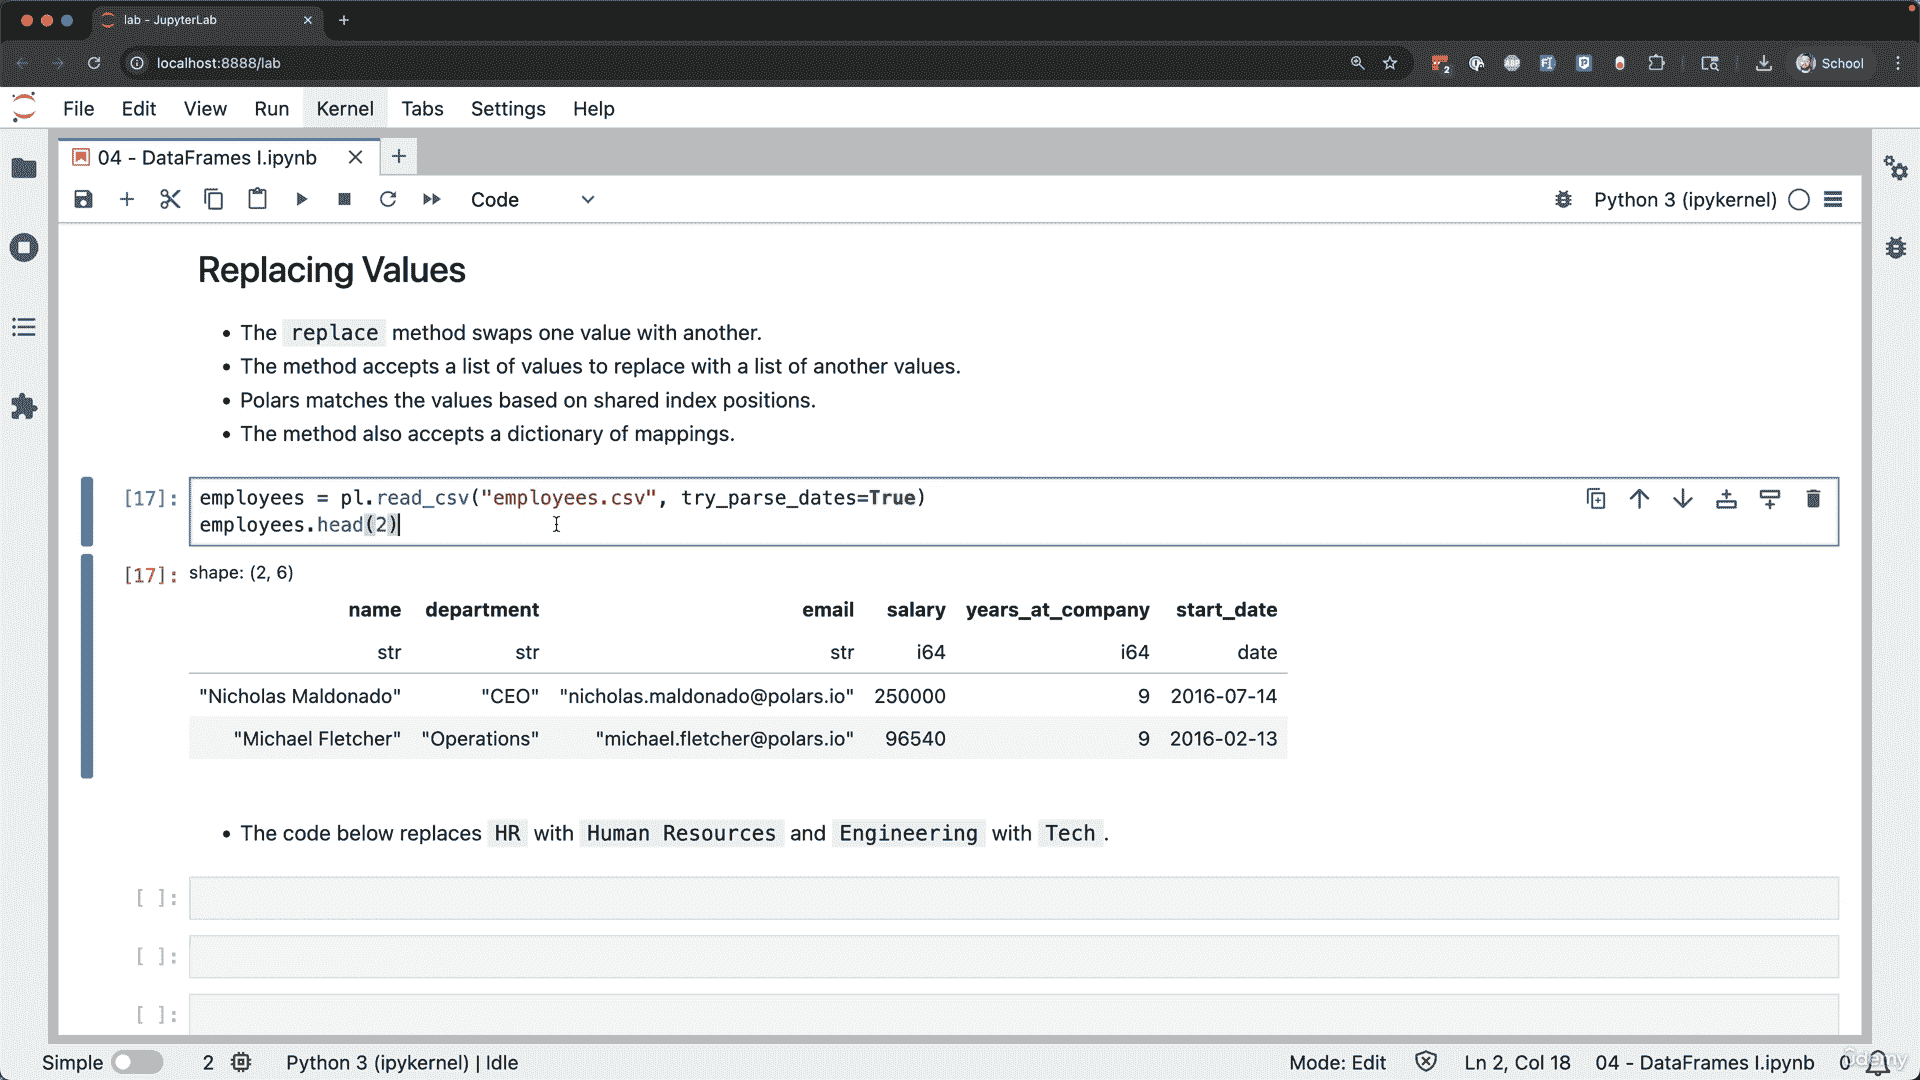 lab - JupyterLab
localhost:8888/lab
2
School
File Edit View Run Kernel Tabs Settings Help
04 - DataFrames I.ipynb
Code
Python 3 (ipykernel)
Replacing Values
• The replace method swaps one value with another.
• The method accepts a list of values to replace with a list of another values.
• Polars matches the values based on shared index positions.
• The method also accepts a dictionary of mappings.
[17]: employees = pl.read_csv("employees.csv", try_parse_dates=True)
employees.head(2)
[17]: shape: (2, 6)
name department email salary years_at_company start_date
str str str i64 i64 date
"Nicholas Maldonado" "CEO" "nicholas.maldonado@polars.io" 250000 9 2016-07-14
"Michael Fletcher" "Operations" "michael.fletcher@polars.io" 96540 9 2016-02-13
• The code below replaces HR with Human Resources and Engineering with Tech.
[ ]:
[ ]:
[ ]:
Simple 2 Python 3 (ipykernel) | Idle Mode: Edit Ln 2, Col 18 04 - DataFrames I.ipynb 0
udemy